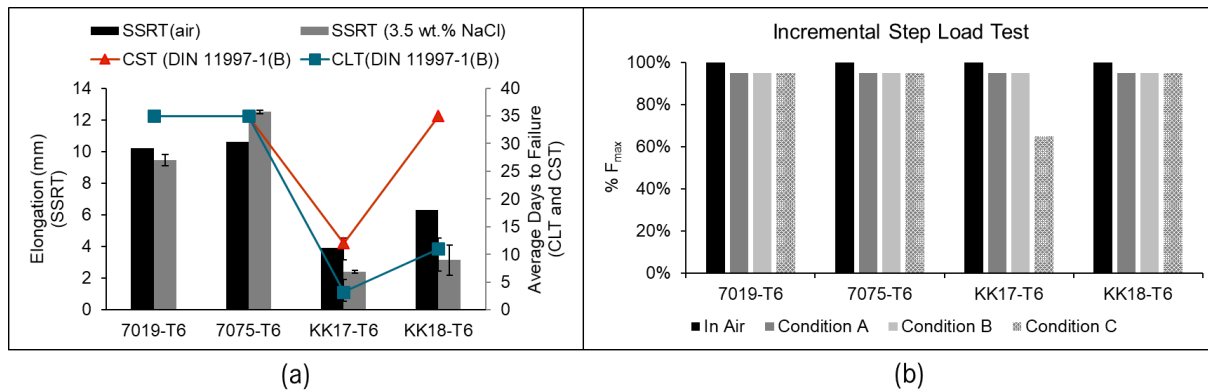 SSRT(air) SSRT (3.5 wt.% NaCl)
CST (DIN 11997-1(B) CLT(DIN 11997-1(B))
Elongation (mm)
(SSRT)
14
12
10
8
6
4
2
0
40
35
30
25
20
15
10
5
0
Average Days to Failure
(CLT and CST)
7019-T6 7075-T6 KK17-T6 KK18-T6
(a)
Incremental Step Load Test
% Fmax
100%
80%
60%
40%
20%
0%
7019-T6 7075-T6 KK17-T6 KK18-T6
In Air Condition A Condition B Condition C
(b)